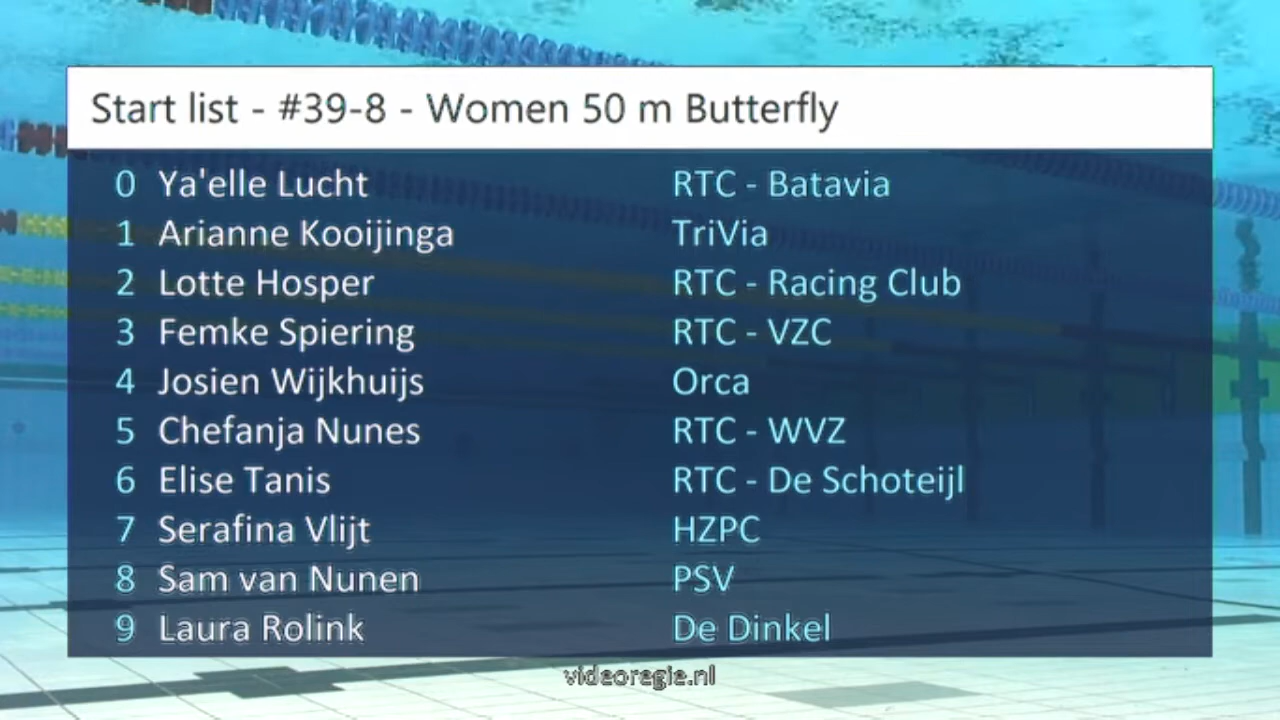 Start list - #39-8 - Women 50 m Butterfly
0 Ya'elle Lucht RTC - Batavia
1 Arianne Kooijinga TriVia
2 Lotte Hosper RTC - Racing Club
3 Femke Spiering RTC - VZC
4 Josien Wijkhuijs Orca
5 Chefanja Nunes RTC - WVZ
6 Elise Tanis RTC - De Schoteijl
7 Serafina Vlijt HZPC
8 Sam van Nunen PSV
9 Laura Rolink De Dinkel
videoregie.nl